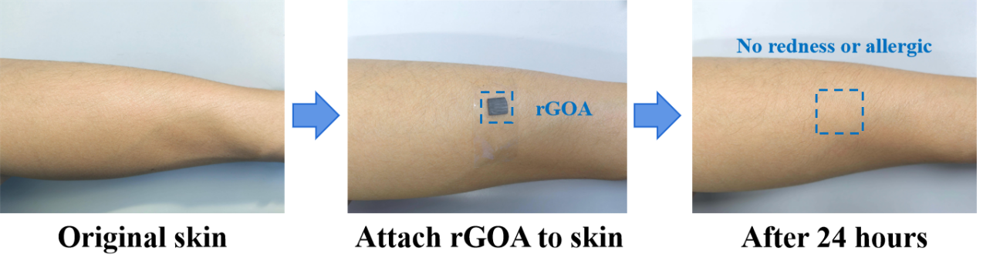 No redness or allergic
rGOA
Original skin
Attach rGOA to skin
After 24 hours